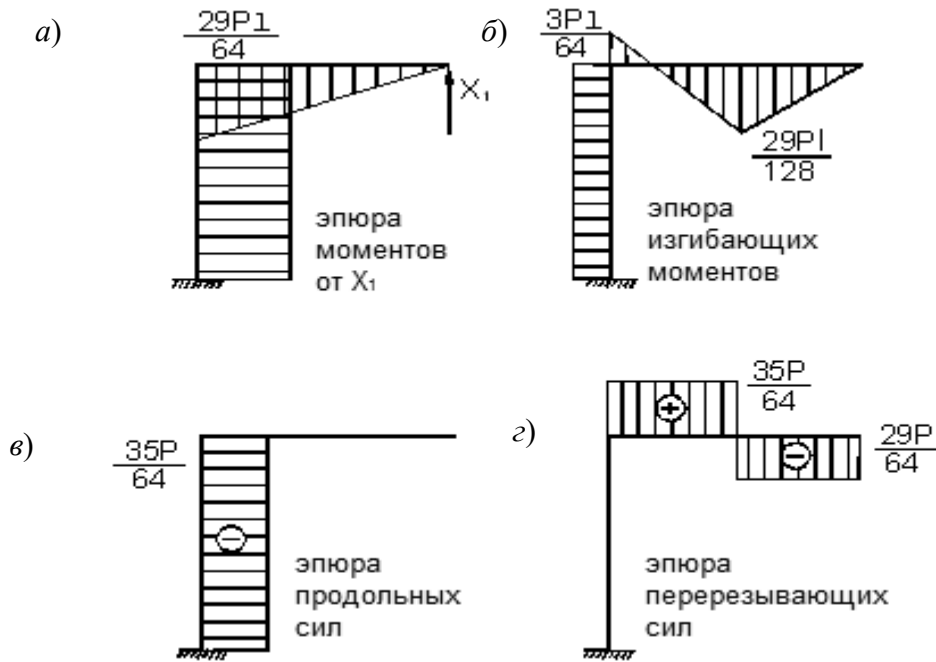 а)
29Pl
64
X₁
эпюра
моментов
от X₁
б)
3Pl
64
29Pl
128
эпюра
изгибающих
моментов
в)
35P
64
−
эпюра
продольных
сил
г)
35P
64
+
−
29P
64
эпюра
перерезывающих
сил